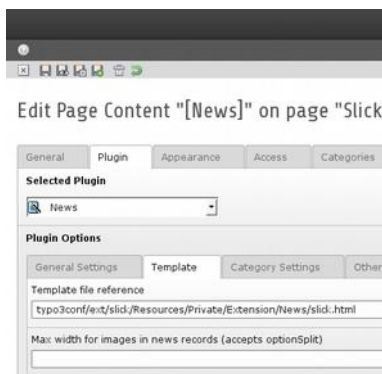 Edit Page Content "[News]" on page "Slick
General Plugin Appearance Access Categories
Selected Plugin
News
Plugin Options
General Settings Template Category Settings Other
Template file reference
typo3conf/ext/slick/Resources/Private/Extension/News/slick.html
Max width for images in news records (accepts optionSplit)